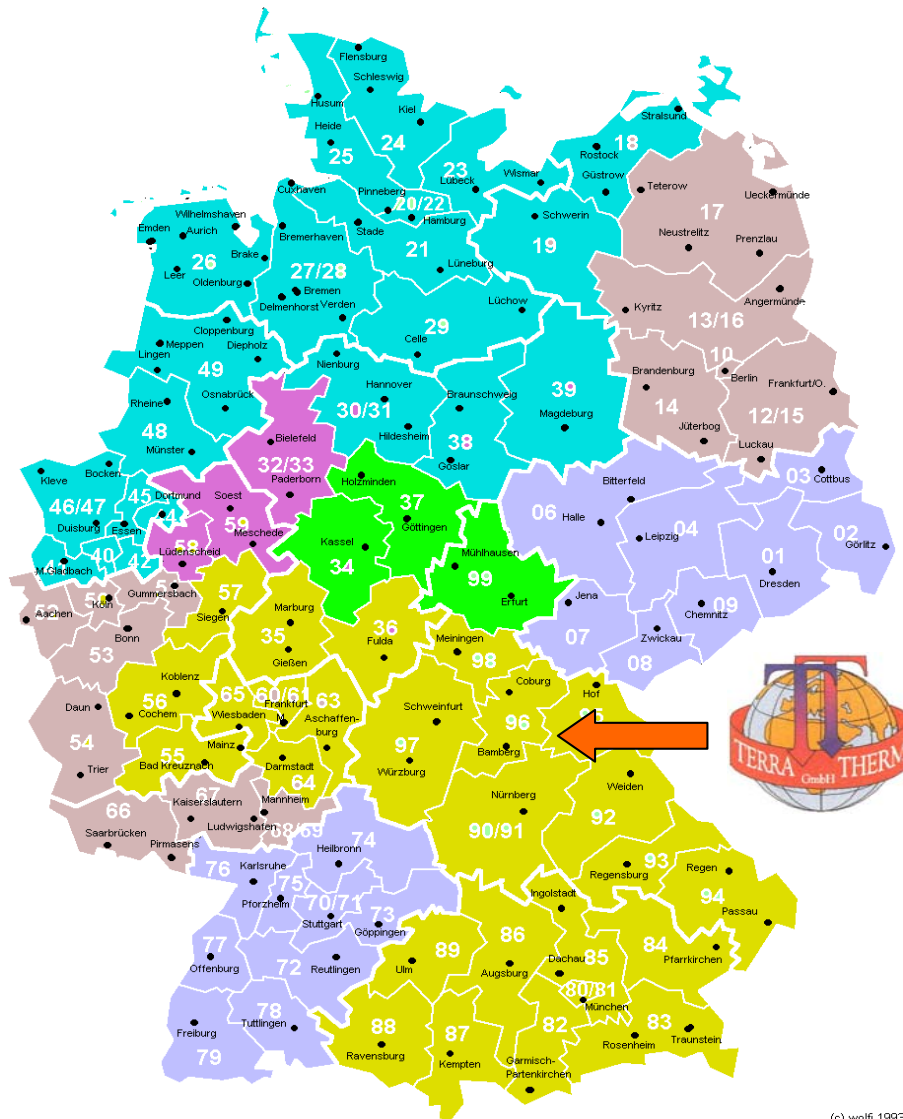 Flensburg
Schleswig
Husum
Kiel
Heide
24
25
Stralsund
18
Rostock
23
Wismar
Güstrow
Teterow
Ueckermünde
Cuxhaven
Pinneberg
Lübeck
20/22
17
Wilhelmshaven
Emden
Aurich
Bremerhaven
Stade
Hamburg
Schwerin
Neustrelitz
Prenzlau
21
19
26
Brake
Leer
Oldenburg
27/28
Lüneburg
Bremen
Delmenhorst
Verden
Lüchow
Angermünde
Kyritz
13/16
Cloppenburg
29
Meppen
Diepholz
Celle
Lingen
49
Nienburg
10
Berlin
Rheine
Osnabrück
Hannover
Braunschweig
39
Brandenburg
Frankfurt/O.
30/31
Magdeburg
14
12/15
48
Bielefeld
Hildesheim
38
Jüterbog
Münster
32/33
Goslar
Luckau
Kleve
Bocken
Paderborn
Holzminden
Bitterfeld
03
Cottbus
45
Dortmund
Soest
37
06
46/47
Duisburg
Essen
59
Göttingen
Halle
04
02
Meschede
Kassel
Leipzig
Görlitz
58
Mühlhausen
01
M.Gladbach
40
42
Lüdenscheid
34
99
Dresden
Gummersbach
57
Erfurt
Jena
09
Chemnitz
Aachen
Köln
Siegen
Marburg
36
07
Zwickau
Bonn
35
Fulda
Meiningen
08
53
Gießen
98
Koblenz
Coburg
Hof
65
60/61
63
56
Frankfurt
M.
Schweinfurt
96
95
Daun
Cochem
Wiesbaden
Aschaffen-
burg
54
Mainz
97
Bamberg
55
Bad Kreuznach
Darmstadt
Würzburg
Trier
64
Weiden
67
Mannheim
Nürnberg
92
66
Kaiserslautern
Saarbrücken
Ludwigshafen
68/69
90/91
Pirmasens
74
Heilbronn
93
Regen
76
Karlsruhe
Regensburg
75
94
Pforzheim
70/71
Ingolstadt
Stuttgart
73
Passau
Göppingen
86
77
89
84
Dachau
85
Pfarrkirchen
Offenburg
72
Reutlingen
Ulm
Augsburg
80/81
München
78
82
83
Freiburg
Tuttlingen
88
87
Traunstein
Rosenheim
79
Ravensburg
Kempten
Garmisch-
Partenkirchen
TT
TERRA
GmbH
THERM
(c) wolfi 1993